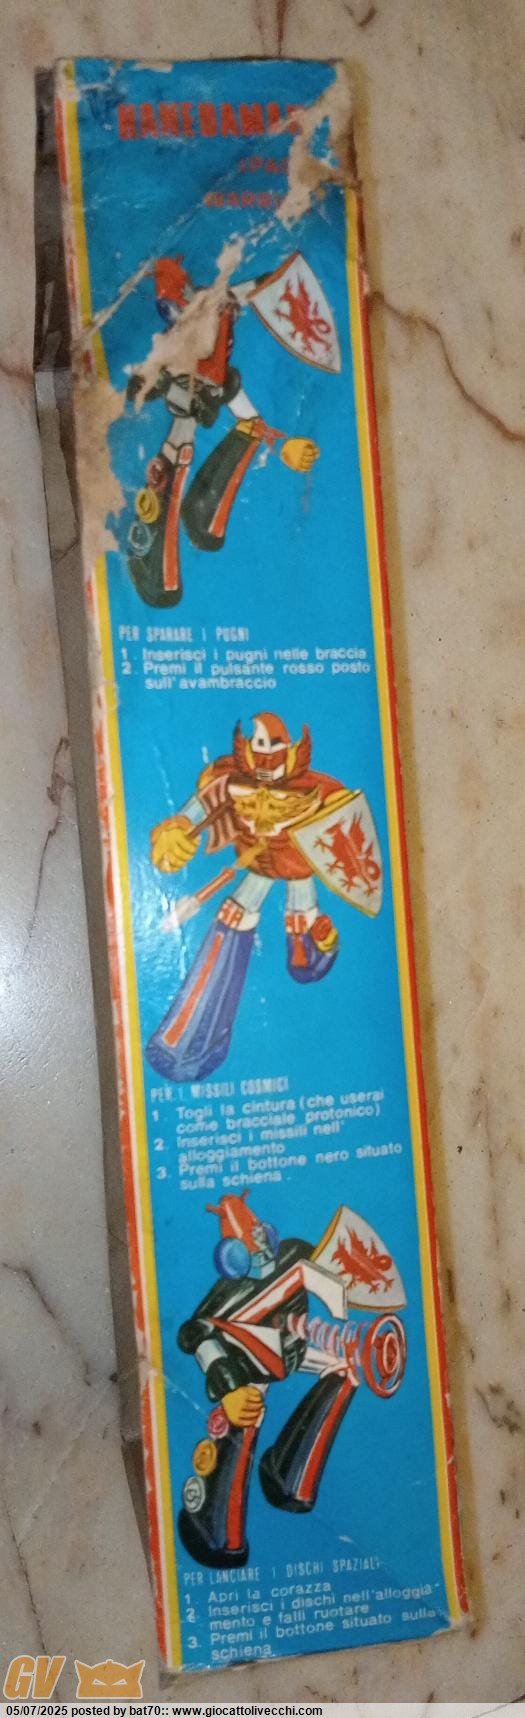 HANEDAMAN
PER SPARARE I PUGNI
1. Inserisci i pugni nelle braccia
2. Premi il pulsante rosso posto
sull'avambraccio
PER I MISSILI COSMICI
1. Togli la cintura (che userai
come bracciale protonico)
2. Inserisci i missili nell'
alloggiamento
3. Premi il bottone nero situato
sulla schiena.
PER LANCIARE I DISCHI SPAZIALI
1. Apri la corazza
2. Inserisci i dischi nell'alloggia-
mento e falli ruotare
3. Premi il bottone situato sulla
schiena.
GV
05/07/2025 posted by bat70:: www.giocattolivecchi.com